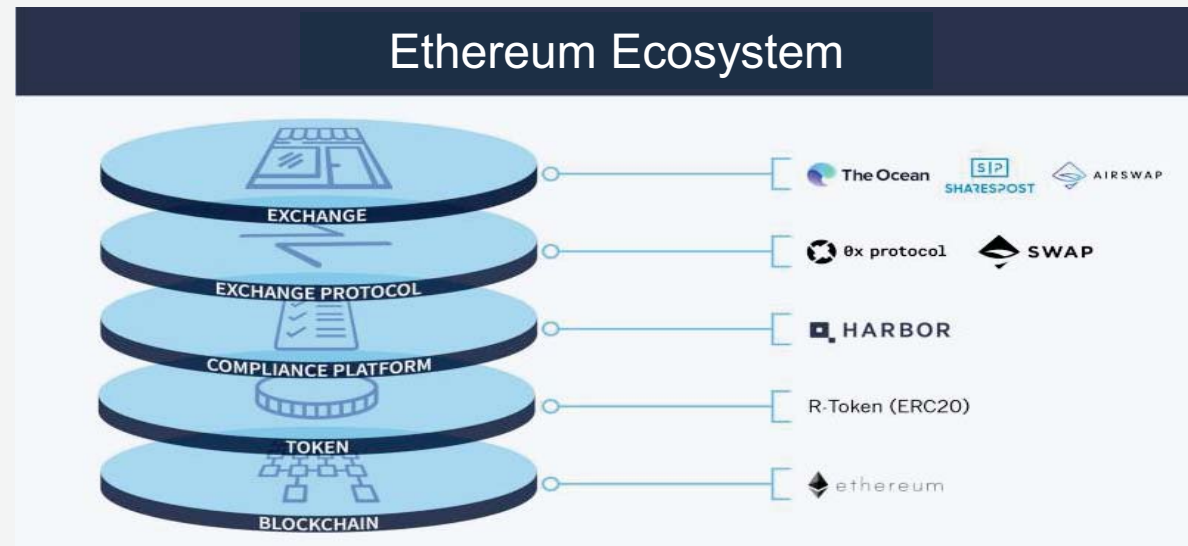 Ethereum Ecosystem
EXCHANGE
The Ocean
S|P
SHARESPOST
AIRSWAP
EXCHANGE PROTOCOL
0x protocol
SWAP
COMPLIANCE PLATFORM
HARBOR
TOKEN
R-Token (ERC20)
BLOCKCHAIN
ethereum